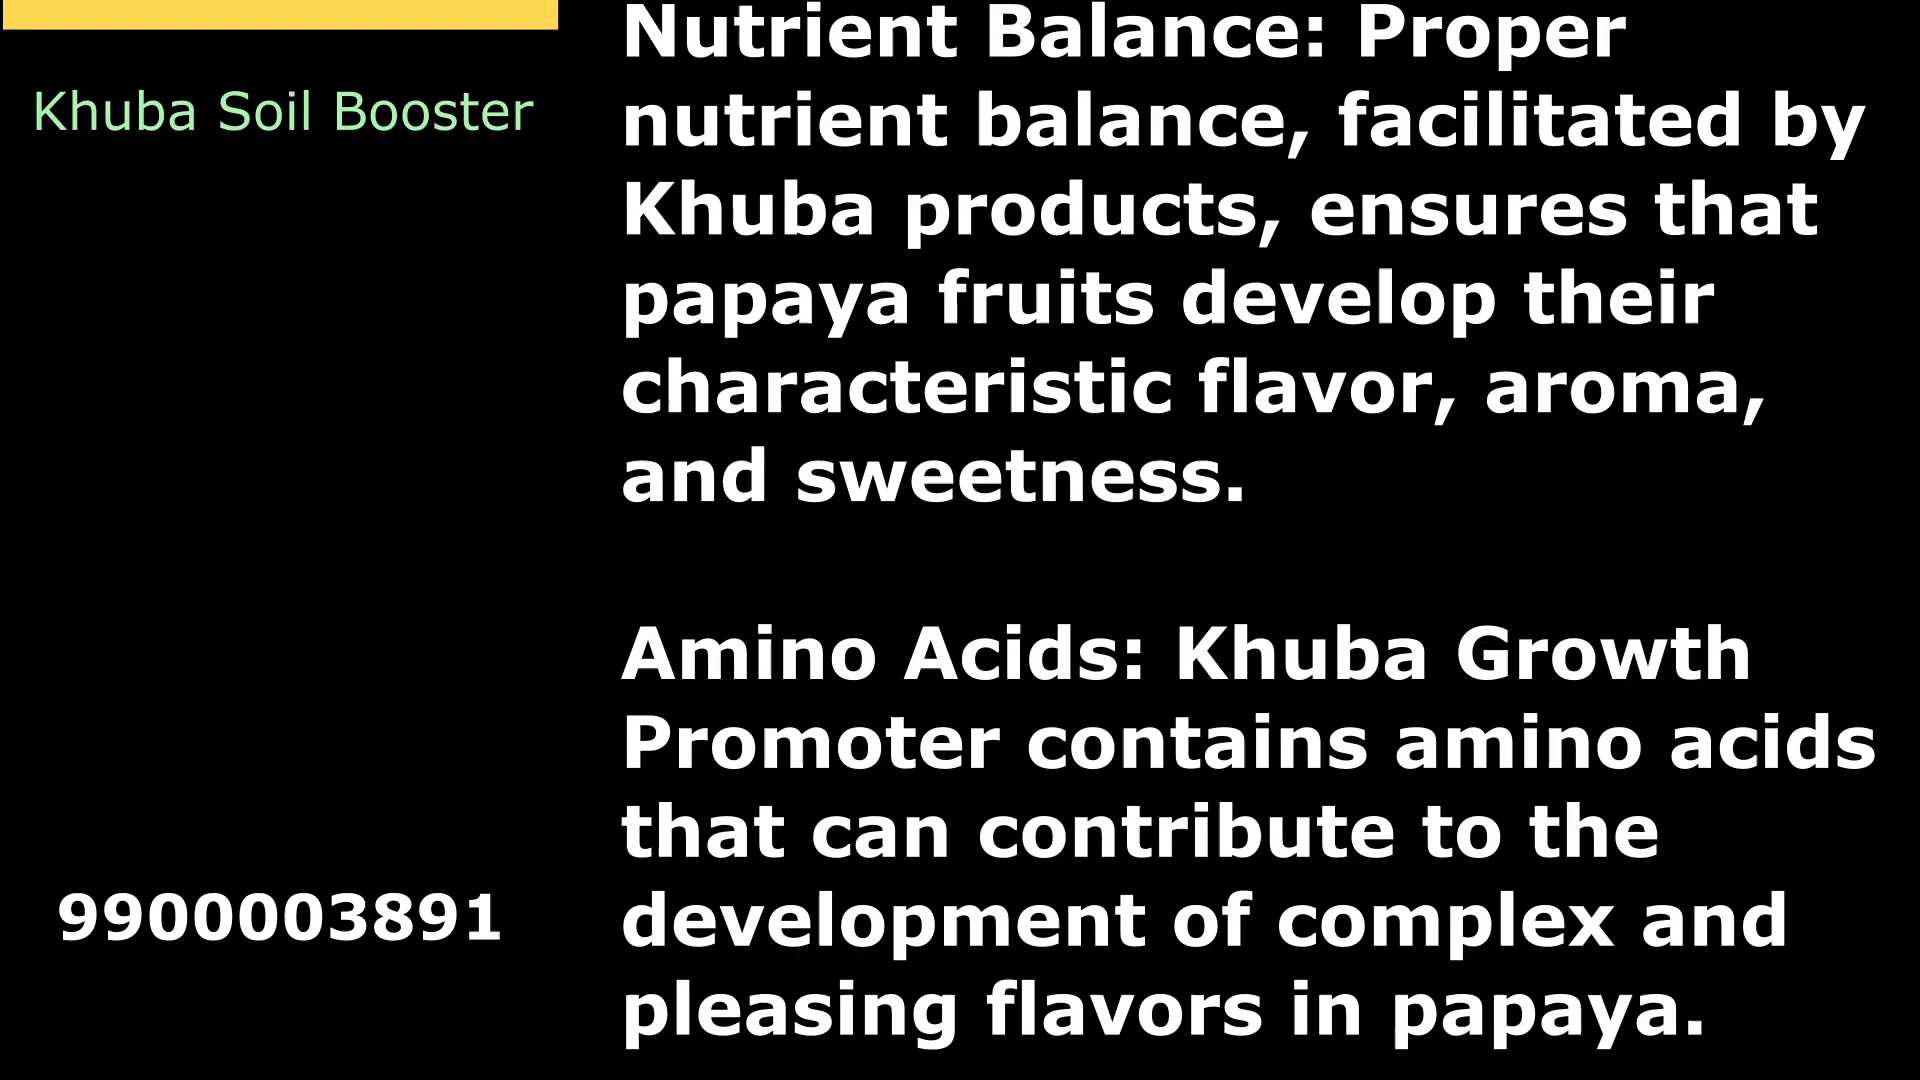 Khuba Soil Booster
9900003891
Nutrient Balance: Proper
nutrient balance, facilitated by
Khuba products, ensures that
papaya fruits develop their
characteristic flavor, aroma,
and sweetness.
Amino Acids: Khuba Growth
Promoter contains amino acids
that can contribute to the
development of complex and
pleasing flavors in papaya.